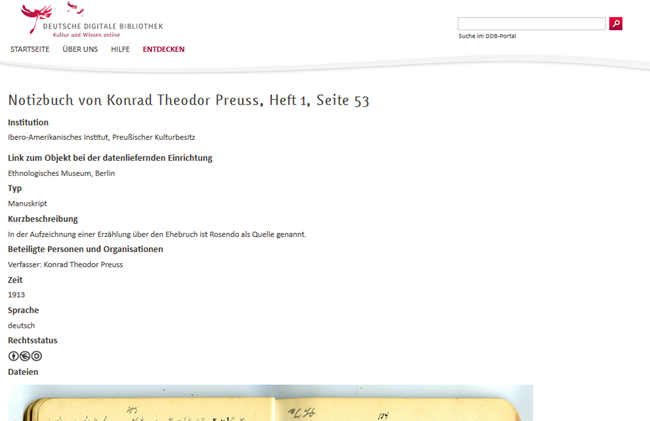 DEUTSCHE DIGITALE BIBLIOTHEK
Kultur und Wissen online
Suche im DDB-Portal
STARTSEITE ÜBER UNS HILFE ENTDECKEN
Notizbuch von Konrad Theodor Preuss, Heft 1, Seite 53
Institution
Ibero-Amerikanisches Institut, Preußischer Kulturbesitz
Link zum Objekt bei der datenliefernden Einrichtung
Ethnologisches Museum, Berlin
Typ
Manuskript
Kurzbeschreibung
In der Aufzeichnung einer Erzählung über den Ehebruch ist Rosendo als Quelle genannt.
Beteiligte Personen und Organisationen
Verfasser: Konrad Theodor Preuss
Zeit
1913
Sprache
deutsch
Rechtsstatus
Dateien
104